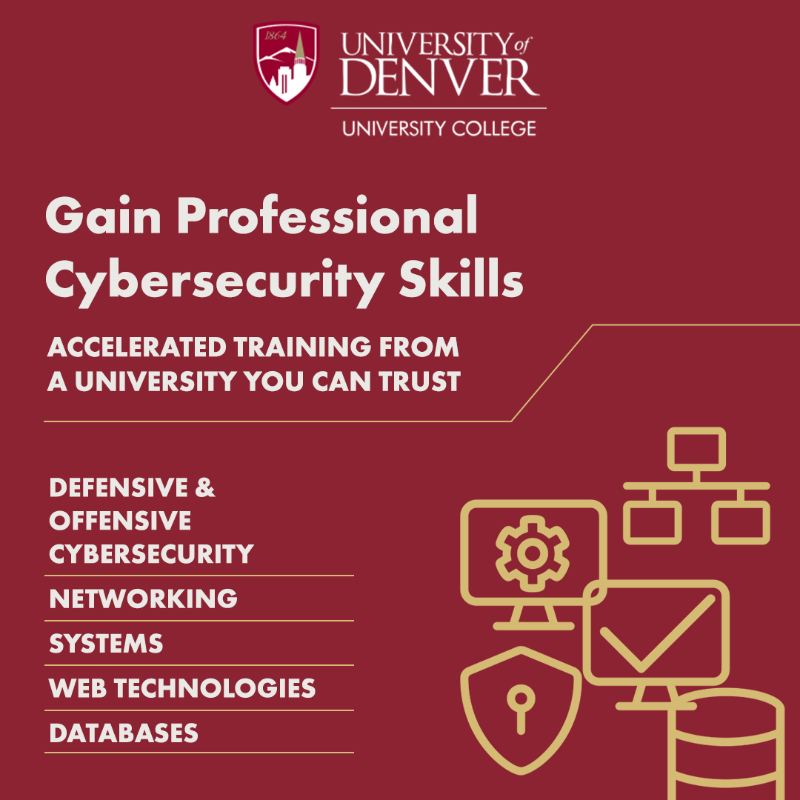 1864
UNIVERSITY of
DENVER
UNIVERSITY COLLEGE
Gain Professional
Cybersecurity Skills
ACCELERATED TRAINING FROM
A UNIVERSITY YOU CAN TRUST
DEFENSIVE &
OFFENSIVE
CYBERSECURITY
NETWORKING
SYSTEMS
WEB TECHNOLOGIES
DATABASES